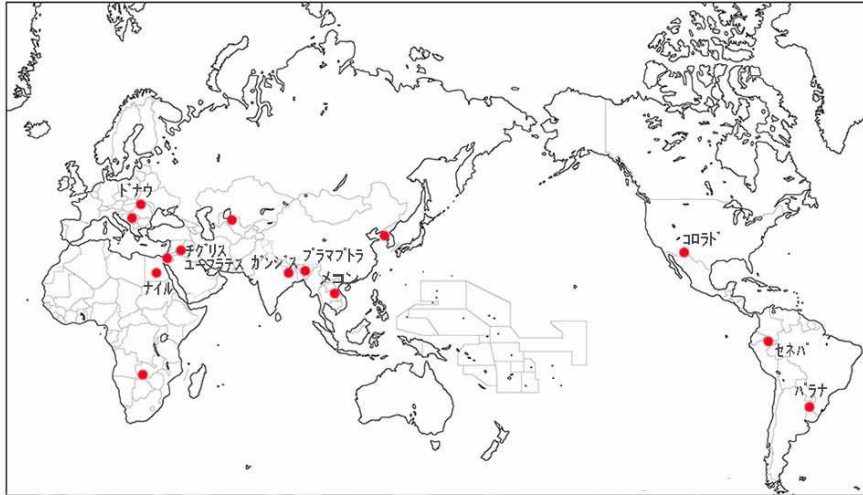 ドナウ
チグリス
ユーフラテス
ガンジス
ブラマプトラ
メコン
ナイル
コロラド
セネパ
パラナ